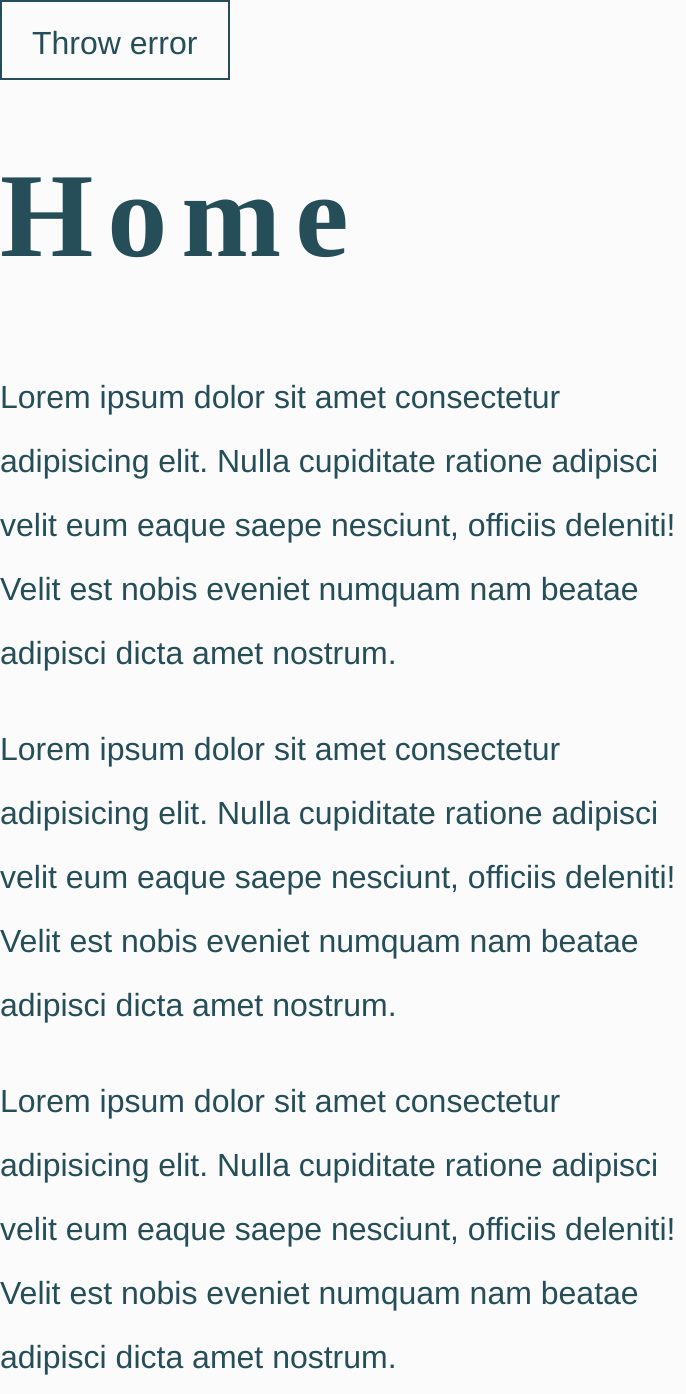 Throw error
Home
Lorem ipsum dolor sit amet consectetur
adipisicing elit. Nulla cupiditate ratione adipisci
velit eum eaque saepe nesciunt, officiis deleniti!
Velit est nobis eveniet numquam nam beatae
adipisci dicta amet nostrum.
Lorem ipsum dolor sit amet consectetur
adipisicing elit. Nulla cupiditate ratione adipisci
velit eum eaque saepe nesciunt, officiis deleniti!
Velit est nobis eveniet numquam nam beatae
adipisci dicta amet nostrum.
Lorem ipsum dolor sit amet consectetur
adipisicing elit. Nulla cupiditate ratione adipisci
velit eum eaque saepe nesciunt, officiis deleniti!
Velit est nobis eveniet numquam nam beatae
adipisci dicta amet nostrum.